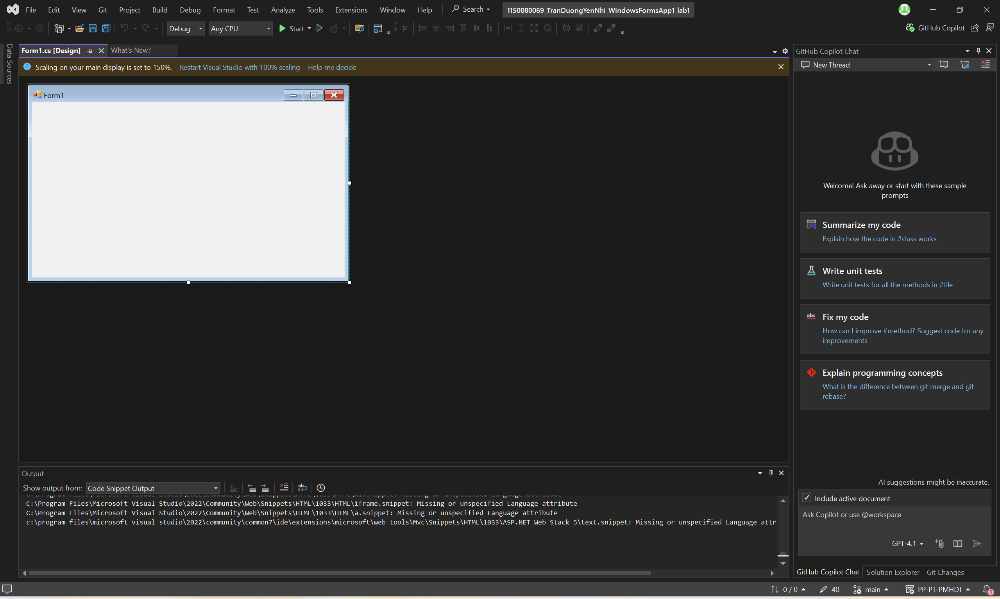 File Edit View Git Project Build Debug Format Test Analyze Tools Extensions Window Help Search 1150080069_TranDuongYenNhi_WindowsFormsApp1_lab1
Debug Any CPU Start GitHub Copilot
Data Sources
Form1.cs [Design] What's New?
Scaling on your main display is set to 150%. Restart Visual Studio with 100% scaling Help me decide
Form1
Output
Show output from: Code Snippet Output
C:\Program Files\Microsoft Visual Studio\2022\Community\Web\Snippets\HTML\1033\HTML\iframe.snippet: Missing or unspecified Language attribute
C:\Program Files\Microsoft Visual Studio\2022\Community\Web\Snippets\HTML\1033\HTML\a.snippet: Missing or unspecified Language attribute
c:\program files\microsoft visual studio\2022\community\common7\ide\extensions\microsoft\web tools\Mvc\Snippets\HTML\1033\ASP.NET Web Stack 5\text.snippet: Missing or unspecified Language attr
GitHub Copilot Chat
New Thread
Welcome! Ask away or start with these sample
prompts
Summarize my code
Explain how the code in #class works
Write unit tests
Write unit tests for all the methods in #file
abc Fix my code
How can I improve #method? Suggest code for any
improvements
Explain programming concepts
What is the difference between git merge and git
rebase?
AI suggestions might be inaccurate.
Include active document
Ask Copilot or use @workspace
GPT-4.1
GitHub Copilot Chat Solution Explorer Git Changes
0 / 0 40 main PP-PT-PMHDT 1